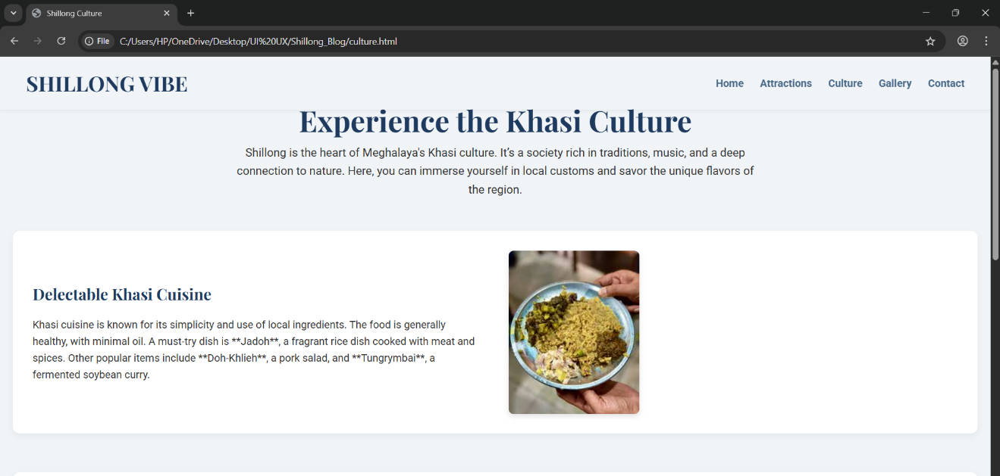 Shillong Culture
File
C:/Users/HP/OneDrive/Desktop/UI%20UX/Shillong_Blog/culture.html
SHILLONG VIBE
Home
Attractions
Culture
Gallery
Contact
Experience the Khasi Culture
Shillong is the heart of Meghalaya's Khasi culture. It’s a society rich in traditions, music, and a deep
connection to nature. Here, you can immerse yourself in local customs and savor the unique flavors of
the region.
Delectable Khasi Cuisine
Khasi cuisine is known for its simplicity and use of local ingredients. The food is generally
healthy, with minimal oil. A must-try dish is **Jadoh**, a fragrant rice dish cooked with meat and
spices. Other popular items include **Doh-Khlieh**, a pork salad, and **Tungrymbai**, a
fermented soybean curry.